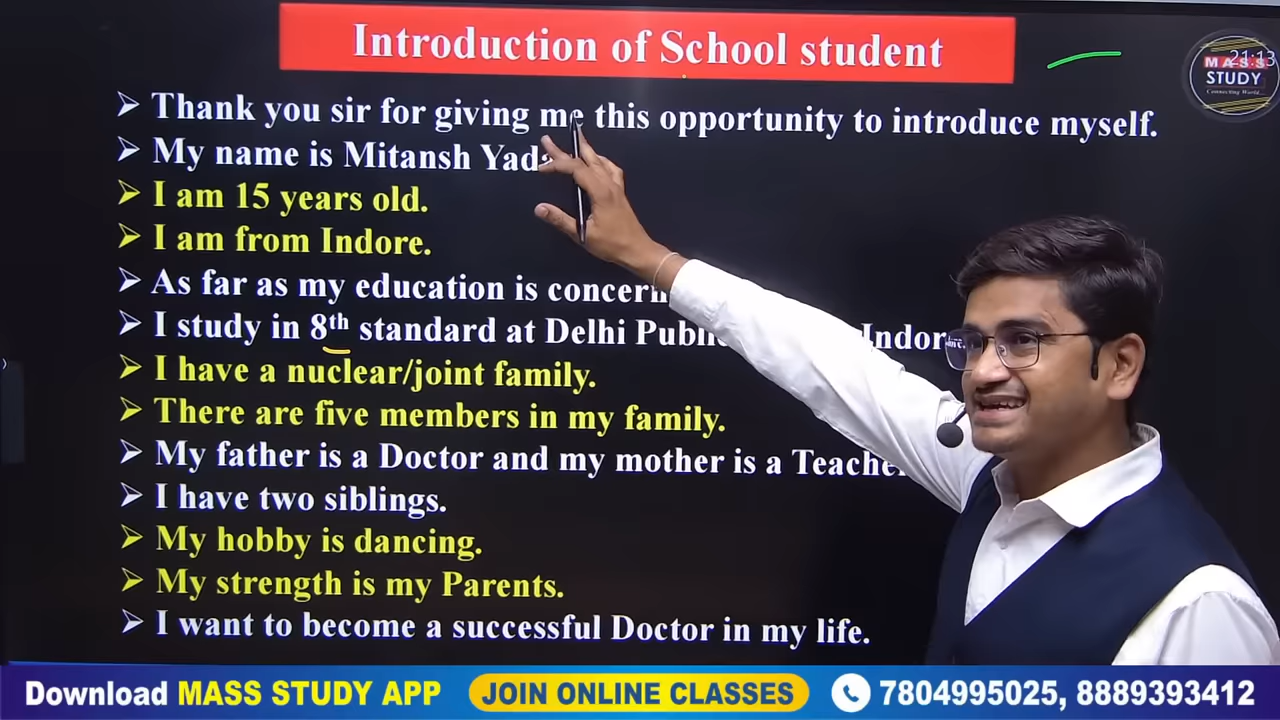 Introduction of School student
21:13
MASS
STUDY
Connecting World...
➢ Thank you sir for giving me this opportunity to introduce myself.
➢ My name is Mitansh
➢ I am 15 years old.
➢ I am from Indore.
➢ As far as my education is
➢ I study in 8th standard at Delhi
➢ I have a nuclear/joint family.
➢ There are five members in my family.
➢ My father is a Doctor and my mother is a
➢ I have two siblings.
➢ My hobby is dancing.
➢ My strength is my Parents.
➢ I want to become a successful Doctor in my life.
Download MASS STUDY APP JOIN ONLINE CLASSES 7804995025, 8889393412